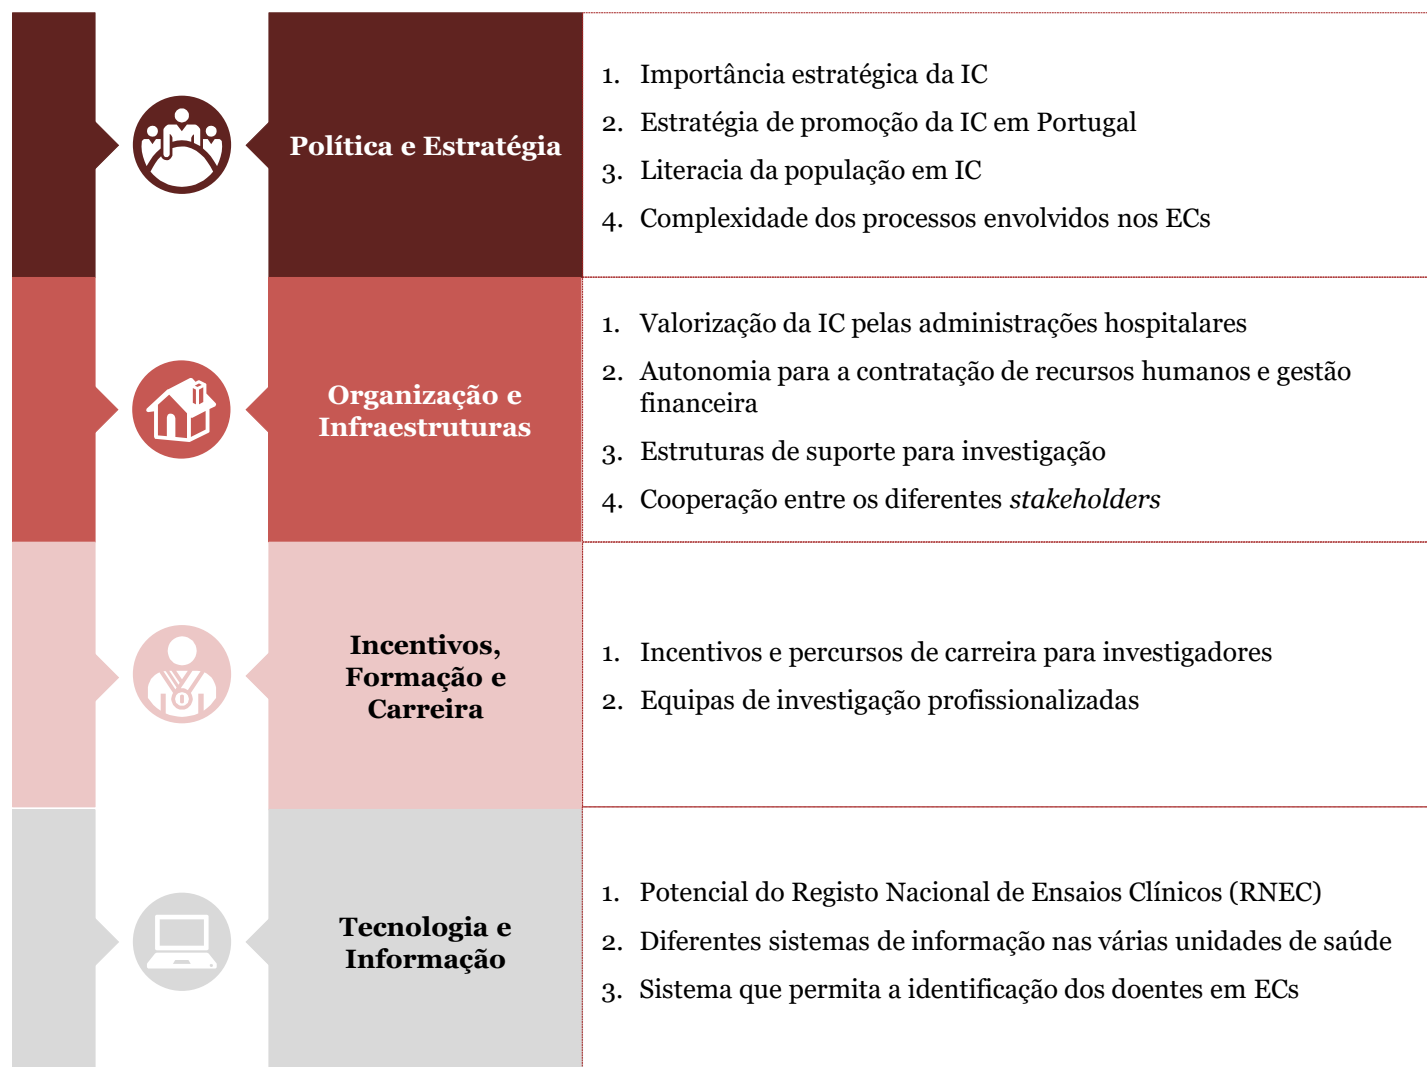 Política e Estratégia
1. Importância estratégica da IC
2. Estratégia de promoção da IC em Portugal
3. Literacia da população em IC
4. Complexidade dos processos envolvidos nos ECs
Organização e
Infraestruturas
1. Valorização da IC pelas administrações hospitalares
2. Autonomia para a contratação de recursos humanos e gestão
financeira
3. Estruturas de suporte para investigação
4. Cooperação entre os diferentes stakeholders
Incentivos,
Formação e
Carreira
1. Incentivos e percursos de carreira para investigadores
2. Equipas de investigação profissionalizadas
Tecnologia e
Informação
1. Potencial do Registo Nacional de Ensaios Clínicos (RNEC)
2. Diferentes sistemas de informação nas várias unidades de saúde
3. Sistema que permita a identificação dos doentes em ECs